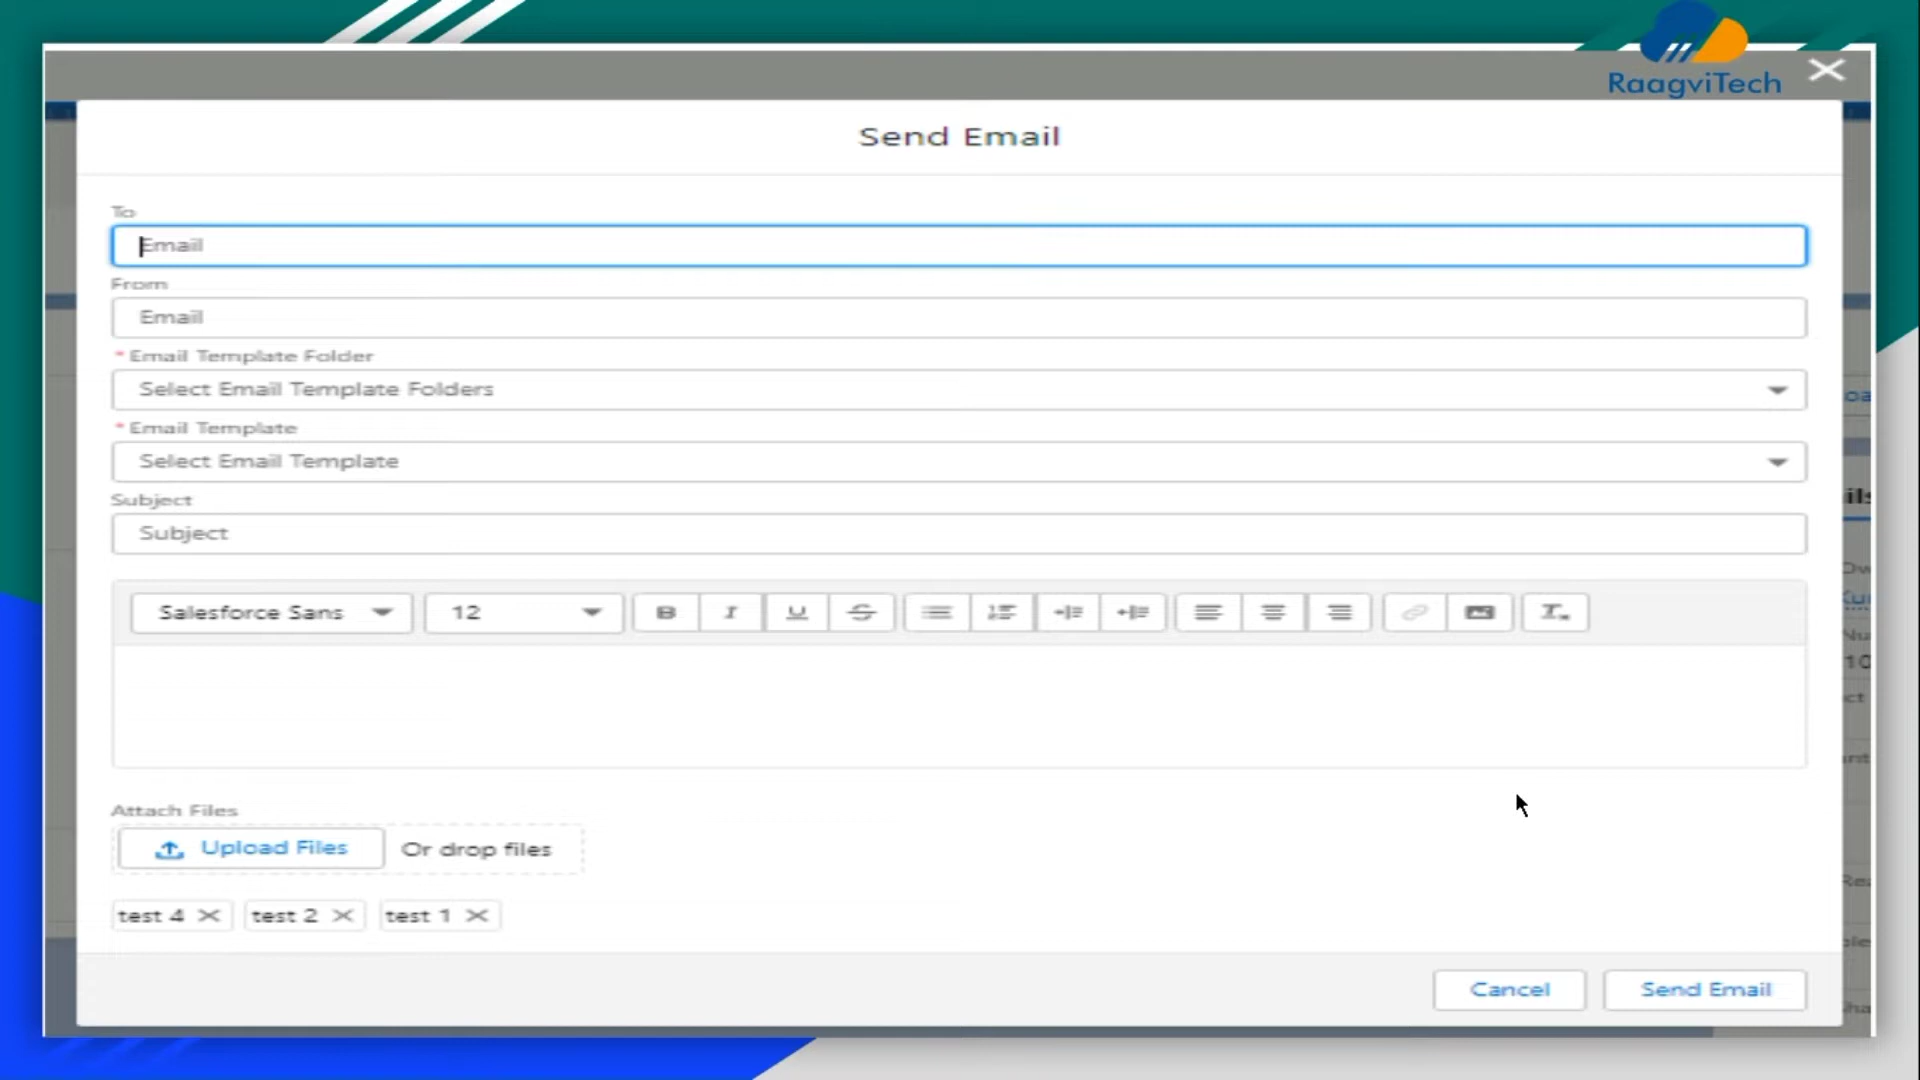 RaagviTech
Send Email
To
Email
From
Email
* Email Template Folder
Select Email Template Folders
* Email Template
Select Email Template
Subject
Subject
Salesforce Sans 12 B I U S
Attach Files
Upload Files Or drop files
test 4 test 2 test 1
Cancel Send Email